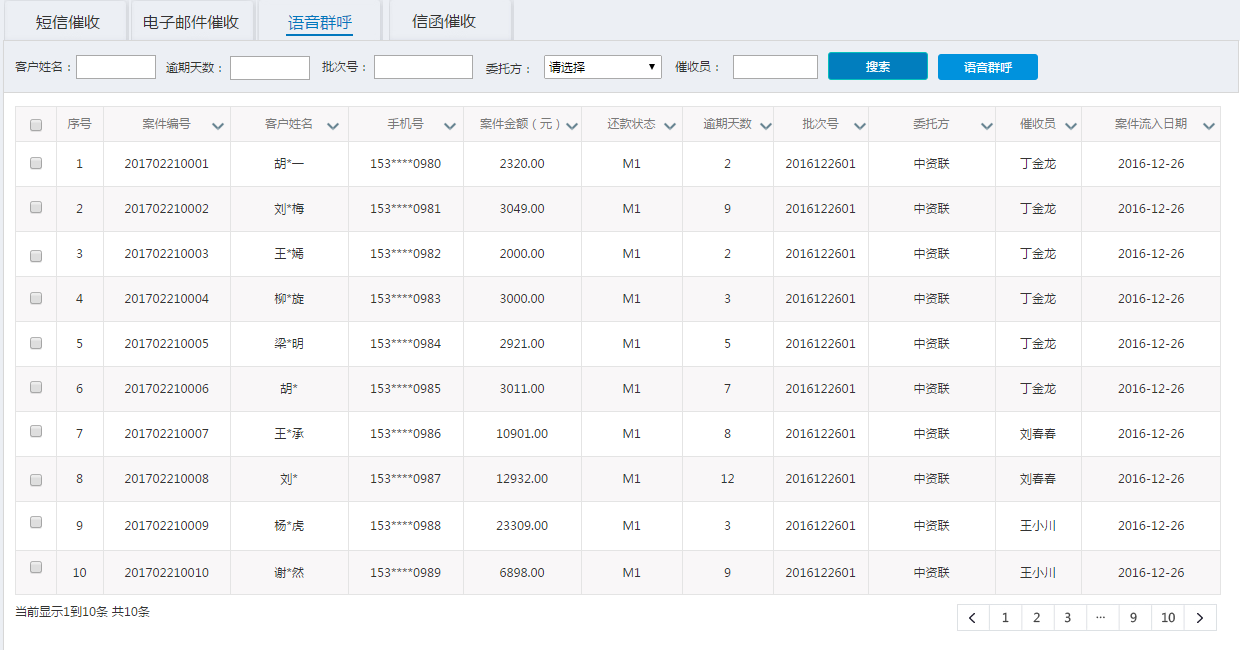 短信催收 电子邮件催收 语音群呼 信函催收
客户姓名： 逾期天数： 批次号： 委托方： 请选择 催收员： 搜索 语音群呼
序号 案件编号 客户姓名 手机号 案件金额（元） 还款状态 逾期天数 批次号 委托方 催收员 案件流入日期
1 201702210001 胡*一 153****0980 2320.00 M1 2 2016122601 中资联 丁金龙 2016-12-26
2 201702210002 刘*梅 153****0981 3049.00 M1 9 2016122601 中资联 丁金龙 2016-12-26
3 201702210003 王*嫣 153****0982 2000.00 M1 2 2016122601 中资联 丁金龙 2016-12-26
4 201702210004 柳*旋 153****0983 3000.00 M1 3 2016122601 中资联 丁金龙 2016-12-26
5 201702210005 梁*明 153****0984 2921.00 M1 5 2016122601 中资联 丁金龙 2016-12-26
6 201702210006 胡* 153****0985 3011.00 M1 7 2016122601 中资联 丁金龙 2016-12-26
7 201702210007 王*承 153****0986 10901.00 M1 8 2016122601 中资联 刘春春 2016-12-26
8 201702210008 刘* 153****0987 12932.00 M1 12 2016122601 中资联 刘春春 2016-12-26
9 201702210009 杨*虎 153****0988 23309.00 M1 3 2016122601 中资联 王小川 2016-12-26
10 201702210010 谢*然 153****0989 6898.00 M1 9 2016122601 中资联 王小川 2016-12-26
当前显示1到10条 共10条 1 2 3 ··· 9 10